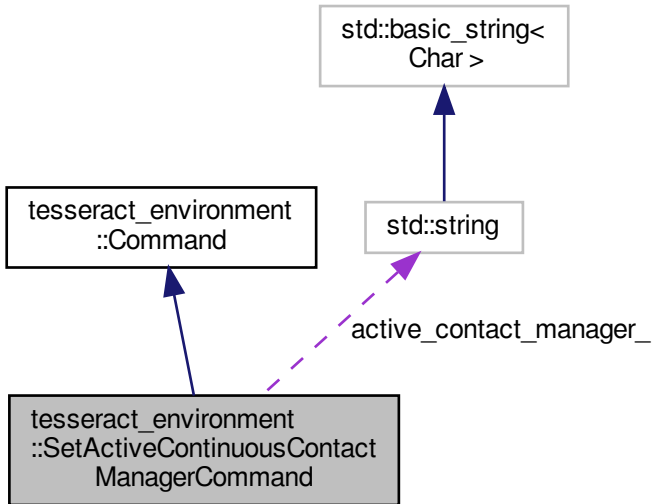 std::basic_string<
Char >
tesseract_environment
::Command
std::string
active_contact_manager_
tesseract_environment
::SetActiveContinuousContact
ManagerCommand